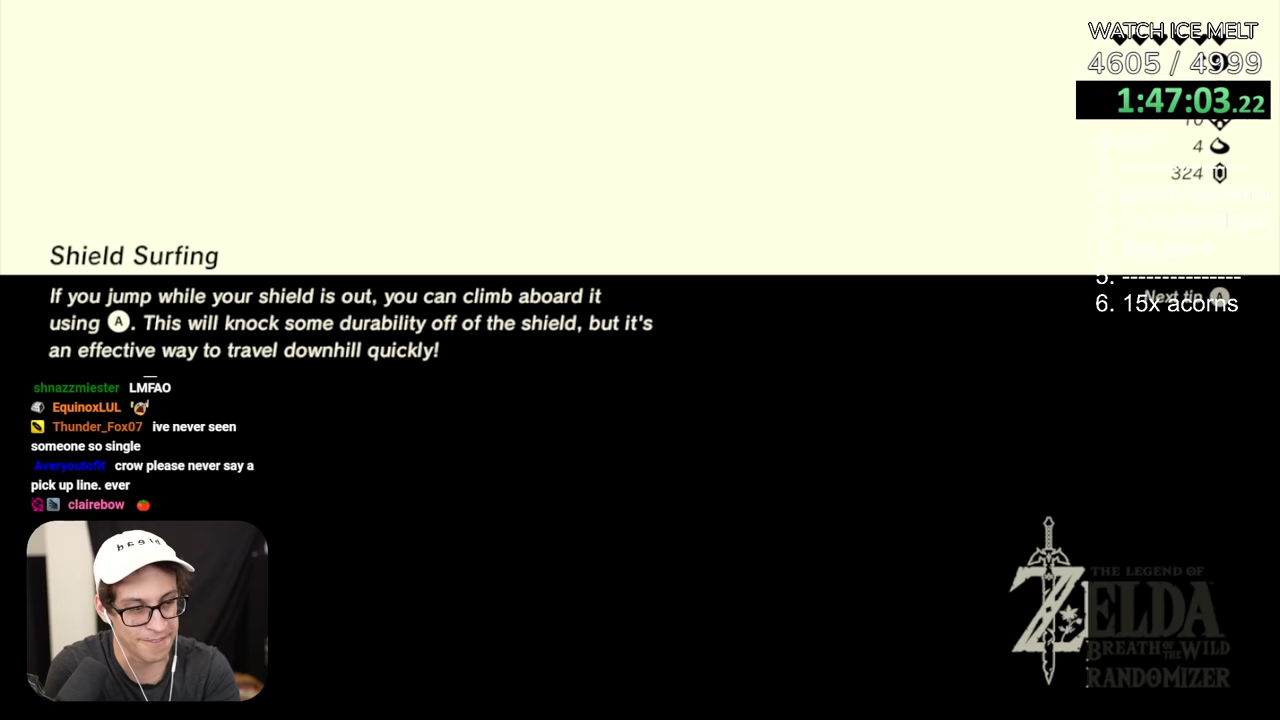 WATCH ICE MELT
4605 / 4999
1:47:03.22
10
4
324
Shield Surfing
If you jump while your shield is out, you can climb aboard it
using A. This will knock some durability off of the shield, but it's
an effective way to travel downhill quickly!
5. ---------------
Next tip A
6. 15x acorns
shnazzmiester LMFAO
EquinoxLUL
Thunder_Fox07 ive never seen
someone so single
Averyoutofit crow please never say a
pick up line. ever
clairebow
THE LEGEND OF
ZELDA
BREATH OF THE WILD
RANDOMIZER